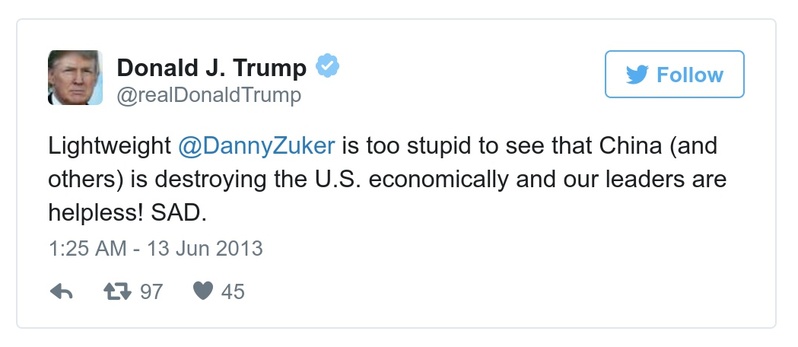 Donald J. Trump
Follow
@realDonaldTrump
Lightweight @DannyZuker is too stupid to see that China (and
others) is destroying the U.S. economically and our leaders are
helpless! SAD.
1:25 AM - 13 Jun 2013
97 45